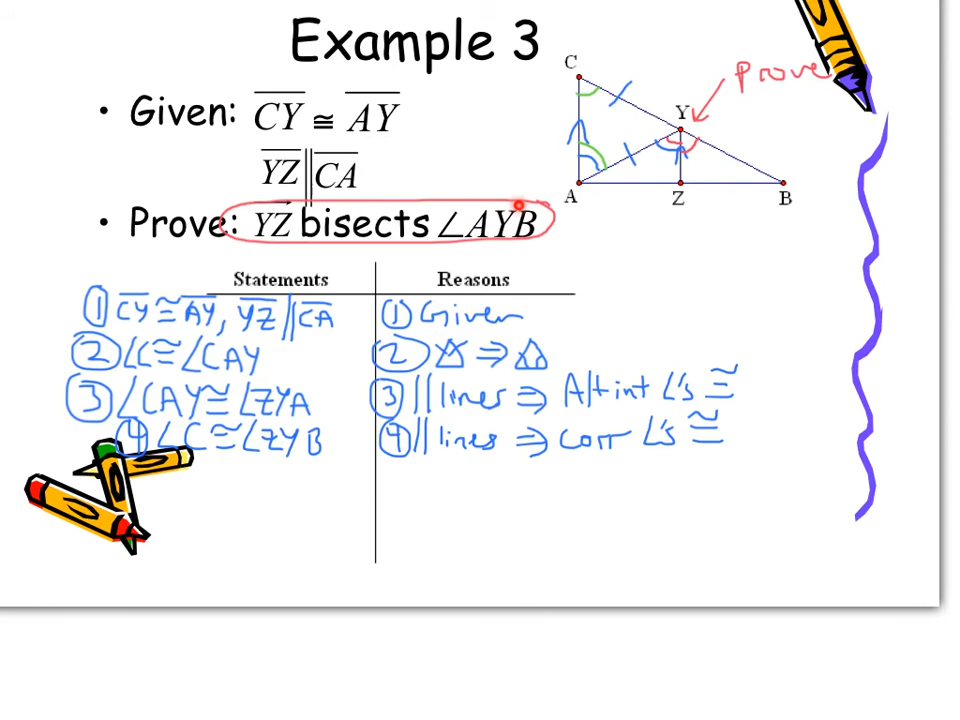 Example 3
• Given: CY ≅ AY
YZ ∥ CA
• Prove: YZ bisects ∠AYB
C
Y
A
Z
B
Prove
Statements
Reasons
① CY ≅ AY, YZ ∥ CA
① Given
② ∠C ≅ ∠CAY
② ⇒
③ ∠CAY ≅ ∠ZYA
③ ∥ lines ⇒ Alt int ∠'s ≅
④ ∠C ≅ ∠ZYB
④ ∥ lines ⇒ corr ∠'s ≅